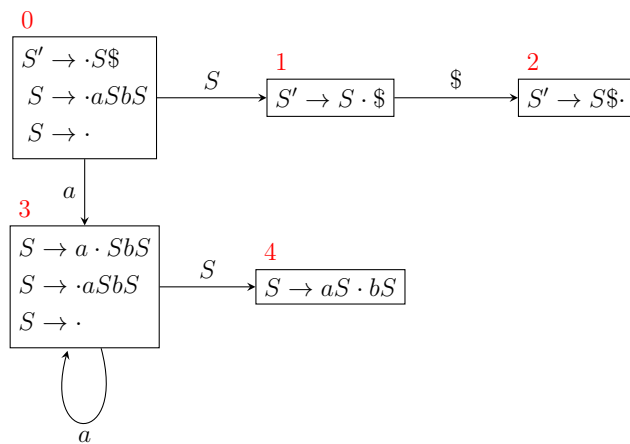 0
S′ → ·S$
S → ·aSbS
S → ·
S
1
S′ → S · $
$
2
S′ → S$·
a
3
S → a · SbS
S → ·aSbS
S → ·
S
4
S → aS · bS
a